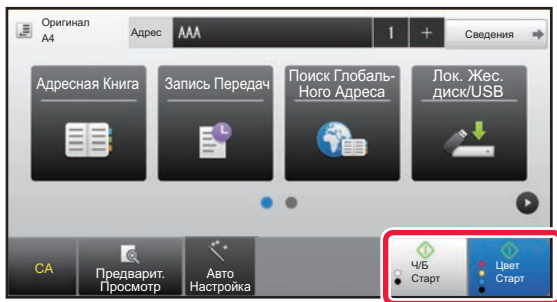 Оригинал
A4
Адрес
AAA
1
+
Сведения
Адресная Книга
Запись Передач
Поиск Глобаль-
Ного Адреса
Лок. Жес.
диск/USB
CA
Предварит.
Просмотр
Авто
Настройка
Ч/Б
Старт
Цвет
Старт